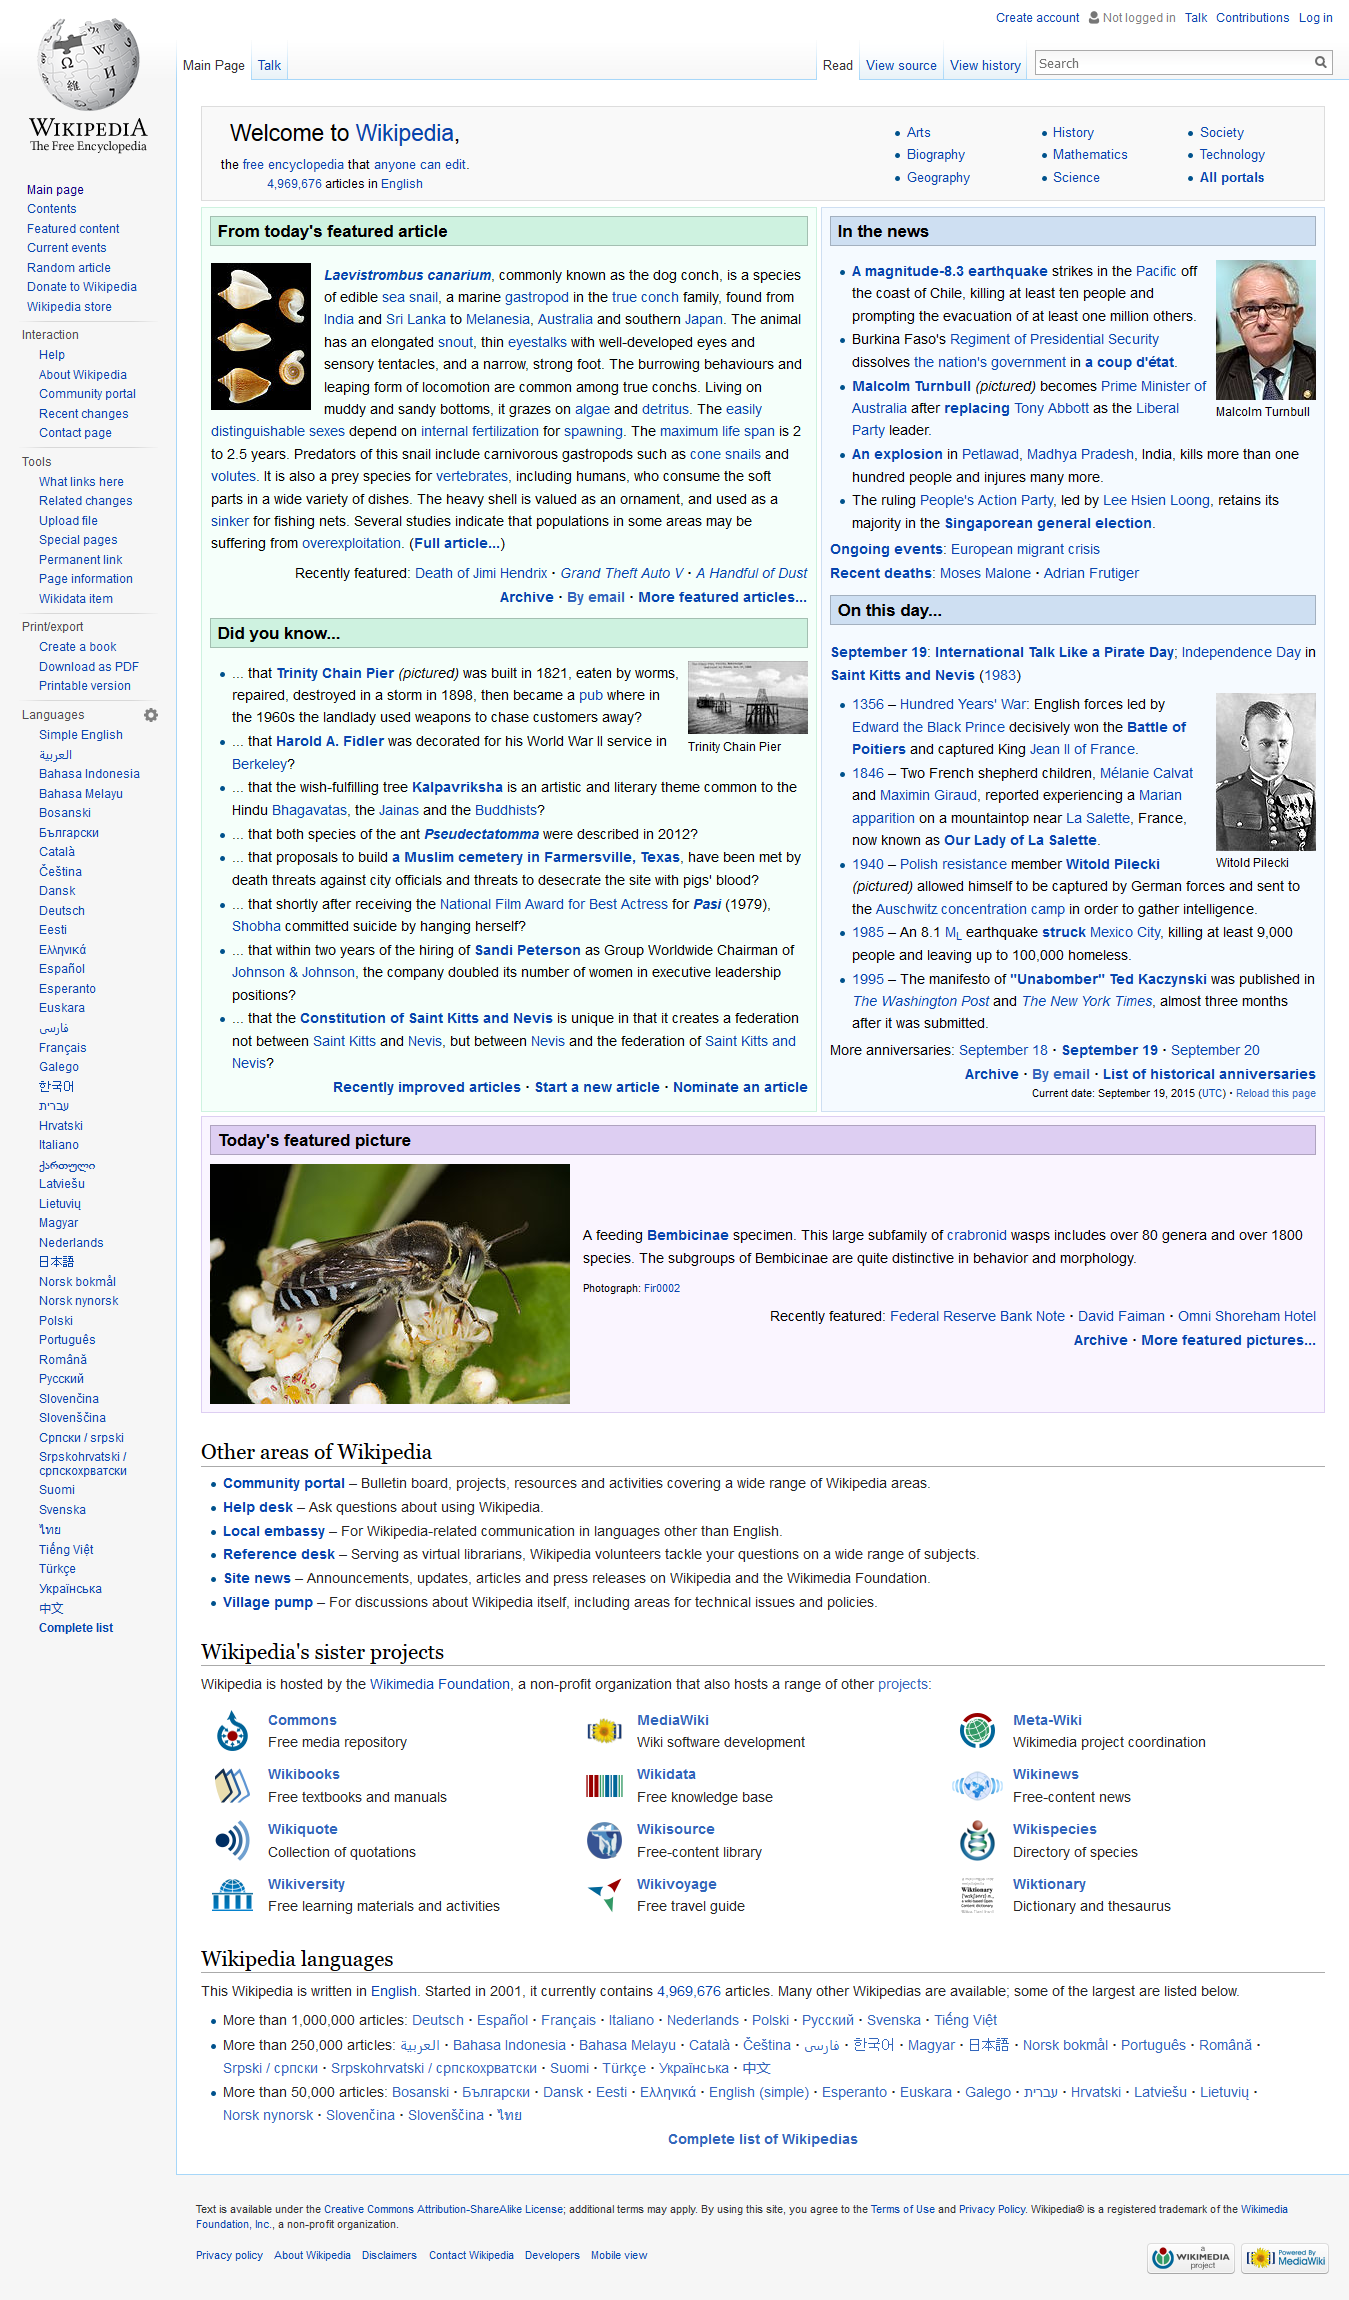 Create account Not logged in Talk Contributions Log in
Main Page Talk Read View source View history Search
WIKIPEDIA
The Free Encyclopedia
Main page
Contents
Featured content
Current events
Random article
Donate to Wikipedia
Wikipedia store
Interaction
Help
About Wikipedia
Community portal
Recent changes
Contact page
Tools
What links here
Related changes
Upload file
Special pages
Permanent link
Page information
Wikidata item
Print/export
Create a book
Download as PDF
Printable version
Languages
Simple English
العربية
Bahasa Indonesia
Bahasa Melayu
Bosanski
Български
Català
Čeština
Dansk
Deutsch
Eesti
Ελληνικά
Español
Esperanto
Euskara
فارسی
Français
Galego
한국어
עברית
Hrvatski
Italiano
ქართული
Latviešu
Lietuvių
Magyar
Nederlands
日本語
Norsk bokmål
Norsk nynorsk
Polski
Português
Română
Русский
Slovenčina
Slovenščina
Српски / srpski
Srpskohrvatski /
српскохрватски
Suomi
Svenska
ไทย
Tiếng Việt
Türkçe
Українська
中文
Complete list
Welcome to Wikipedia,
the free encyclopedia that anyone can edit.
4,969,676 articles in English
Arts
Biography
Geography
History
Mathematics
Science
Society
Technology
All portals
From today's featured article
Laevistrombus canarium, commonly known as the dog conch, is a species
of edible sea snail, a marine gastropod in the true conch family, found from
India and Sri Lanka to Melanesia, Australia and southern Japan. The animal
has an elongated snout, thin eyestalks with well-developed eyes and
sensory tentacles, and a narrow, strong foot. The burrowing behaviours and
leaping form of locomotion are common among true conchs. Living on
muddy and sandy bottoms, it grazes on algae and detritus. The easily
distinguishable sexes depend on internal fertilization for spawning. The maximum life span is 2
to 2.5 years. Predators of this snail include carnivorous gastropods such as cone snails and
volutes. It is also a prey species for vertebrates, including humans, who consume the soft
parts in a wide variety of dishes. The heavy shell is valued as an ornament, and used as a
sinker for fishing nets. Several studies indicate that populations in some areas may be
suffering from overexploitation. (Full article...)
Recently featured: Death of Jimi Hendrix · Grand Theft Auto V · A Handful of Dust
Archive · By email · More featured articles...
Did you know...
... that Trinity Chain Pier (pictured) was built in 1821, eaten by worms,
repaired, destroyed in a storm in 1898, then became a pub where in
the 1960s the landlady used weapons to chase customers away?
Trinity Chain Pier
... that Harold A. Fidler was decorated for his World War II service in
Berkeley?
... that the wish-fulfilling tree Kalpavriksha is an artistic and literary theme common to the
Hindu Bhagavatas, the Jainas and the Buddhists?
... that both species of the ant Pseudectatomma were described in 2012?
... that proposals to build a Muslim cemetery in Farmersville, Texas, have been met by
death threats against city officials and threats to desecrate the site with pigs' blood?
... that shortly after receiving the National Film Award for Best Actress for Pasi (1979),
Shobha committed suicide by hanging herself?
... that within two years of the hiring of Sandi Peterson as Group Worldwide Chairman of
Johnson & Johnson, the company doubled its number of women in executive leadership
positions?
... that the Constitution of Saint Kitts and Nevis is unique in that it creates a federation
not between Saint Kitts and Nevis, but between Nevis and the federation of Saint Kitts and
Nevis?
Recently improved articles · Start a new article · Nominate an article
In the news
A magnitude-8.3 earthquake strikes in the Pacific off
the coast of Chile, killing at least ten people and
prompting the evacuation of at least one million others.
Burkina Faso's Regiment of Presidential Security
dissolves the nation's government in a coup d'état.
Malcolm Turnbull (pictured) becomes Prime Minister of
Australia after replacing Tony Abbott as the Liberal
Party leader.
Malcolm Turnbull
An explosion in Petlawad, Madhya Pradesh, India, kills more than one
hundred people and injures many more.
The ruling People's Action Party, led by Lee Hsien Loong, retains its
majority in the Singaporean general election.
Ongoing events: European migrant crisis
Recent deaths: Moses Malone · Adrian Frutiger
On this day...
September 19: International Talk Like a Pirate Day; Independence Day in
Saint Kitts and Nevis (1983)
1356 – Hundred Years' War: English forces led by
Edward the Black Prince decisively won the Battle of
Poitiers and captured King Jean II of France.
1846 – Two French shepherd children, Mélanie Calvat
and Maximin Giraud, reported experiencing a Marian
apparition on a mountaintop near La Salette, France,
now known as Our Lady of La Salette.
Witold Pilecki
1940 – Polish resistance member Witold Pilecki
(pictured) allowed himself to be captured by German forces and sent to
the Auschwitz concentration camp in order to gather intelligence.
1985 – An 8.1 ML earthquake struck Mexico City, killing at least 9,000
people and leaving up to 100,000 homeless.
1995 – The manifesto of "Unabomber" Ted Kaczynski was published in
The Washington Post and The New York Times, almost three months
after it was submitted.
More anniversaries: September 18 · September 19 · September 20
Archive · By email · List of historical anniversaries
Current date: September 19, 2015 (UTC) · Reload this page
Today's featured picture
A feeding Bembicinae specimen. This large subfamily of crabronid wasps includes over 80 genera and over 1800
species. The subgroups of Bembicinae are quite distinctive in behavior and morphology.
Photograph: Fir0002
Recently featured: Federal Reserve Bank Note · David Faiman · Omni Shoreham Hotel
Archive · More featured pictures...
Other areas of Wikipedia
Community portal – Bulletin board, projects, resources and activities covering a wide range of Wikipedia areas.
Help desk – Ask questions about using Wikipedia.
Local embassy – For Wikipedia-related communication in languages other than English.
Reference desk – Serving as virtual librarians, Wikipedia volunteers tackle your questions on a wide range of subjects.
Site news – Announcements, updates, articles and press releases on Wikipedia and the Wikimedia Foundation.
Village pump – For discussions about Wikipedia itself, including areas for technical issues and policies.
Wikipedia's sister projects
Wikipedia is hosted by the Wikimedia Foundation, a non-profit organization that also hosts a range of other projects:
Commons
Free media repository
MediaWiki
Wiki software development
Meta-Wiki
Wikimedia project coordination
Wikibooks
Free textbooks and manuals
Wikidata
Free knowledge base
Wikinews
Free-content news
Wikiquote
Collection of quotations
Wikisource
Free-content library
Wikispecies
Directory of species
Wikiversity
Free learning materials and activities
Wikivoyage
Free travel guide
Wiktionary
Wiktionary
Dictionary and thesaurus
Wikipedia languages
This Wikipedia is written in English. Started in 2001, it currently contains 4,969,676 articles. Many other Wikipedias are available; some of the largest are listed below.
More than 1,000,000 articles: Deutsch · Español · Français · Italiano · Nederlands · Polski · Русский · Svenska · Tiếng Việt
More than 250,000 articles: العربية · Bahasa Indonesia · Bahasa Melayu · Català · Čeština · فارسی · 한국어 · Magyar · 日本語 · Norsk bokmål · Português · Română ·
Srpski / српски · Srpskohrvatski / српскохрватски · Suomi · Türkçe · Українська · 中文
More than 50,000 articles: Bosanski · Български · Dansk · Eesti · Ελληνικά · English (simple) · Esperanto · Euskara · Galego · עברית · Hrvatski · Latviešu · Lietuvių ·
Norsk nynorsk · Slovenčina · Slovenščina · ไทย
Complete list of Wikipedias
Text is available under the Creative Commons Attribution-ShareAlike License; additional terms may apply. By using this site, you agree to the Terms of Use and Privacy Policy. Wikipedia® is a registered trademark of the Wikimedia
Foundation, Inc., a non-profit organization.
Privacy policy About Wikipedia Disclaimers Contact Wikipedia Developers Mobile view
a
WIKIMEDIA
project
Powered By
MediaWiki